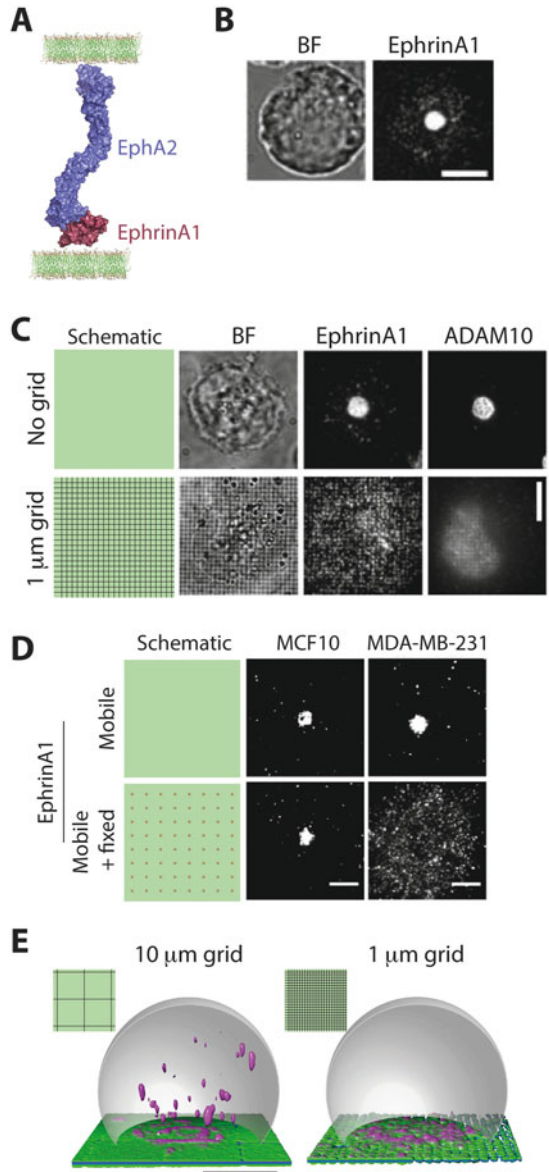 A
EphA2
EphrinA1
B
BF EphrinA1
C
Schematic BF EphrinA1 ADAM10
No grid
1 μm grid
D
Schematic MCF10 MDA-MB-231
EphrinA1
Mobile
Mobile
+ fixed
E
10 μm grid 1 μm grid